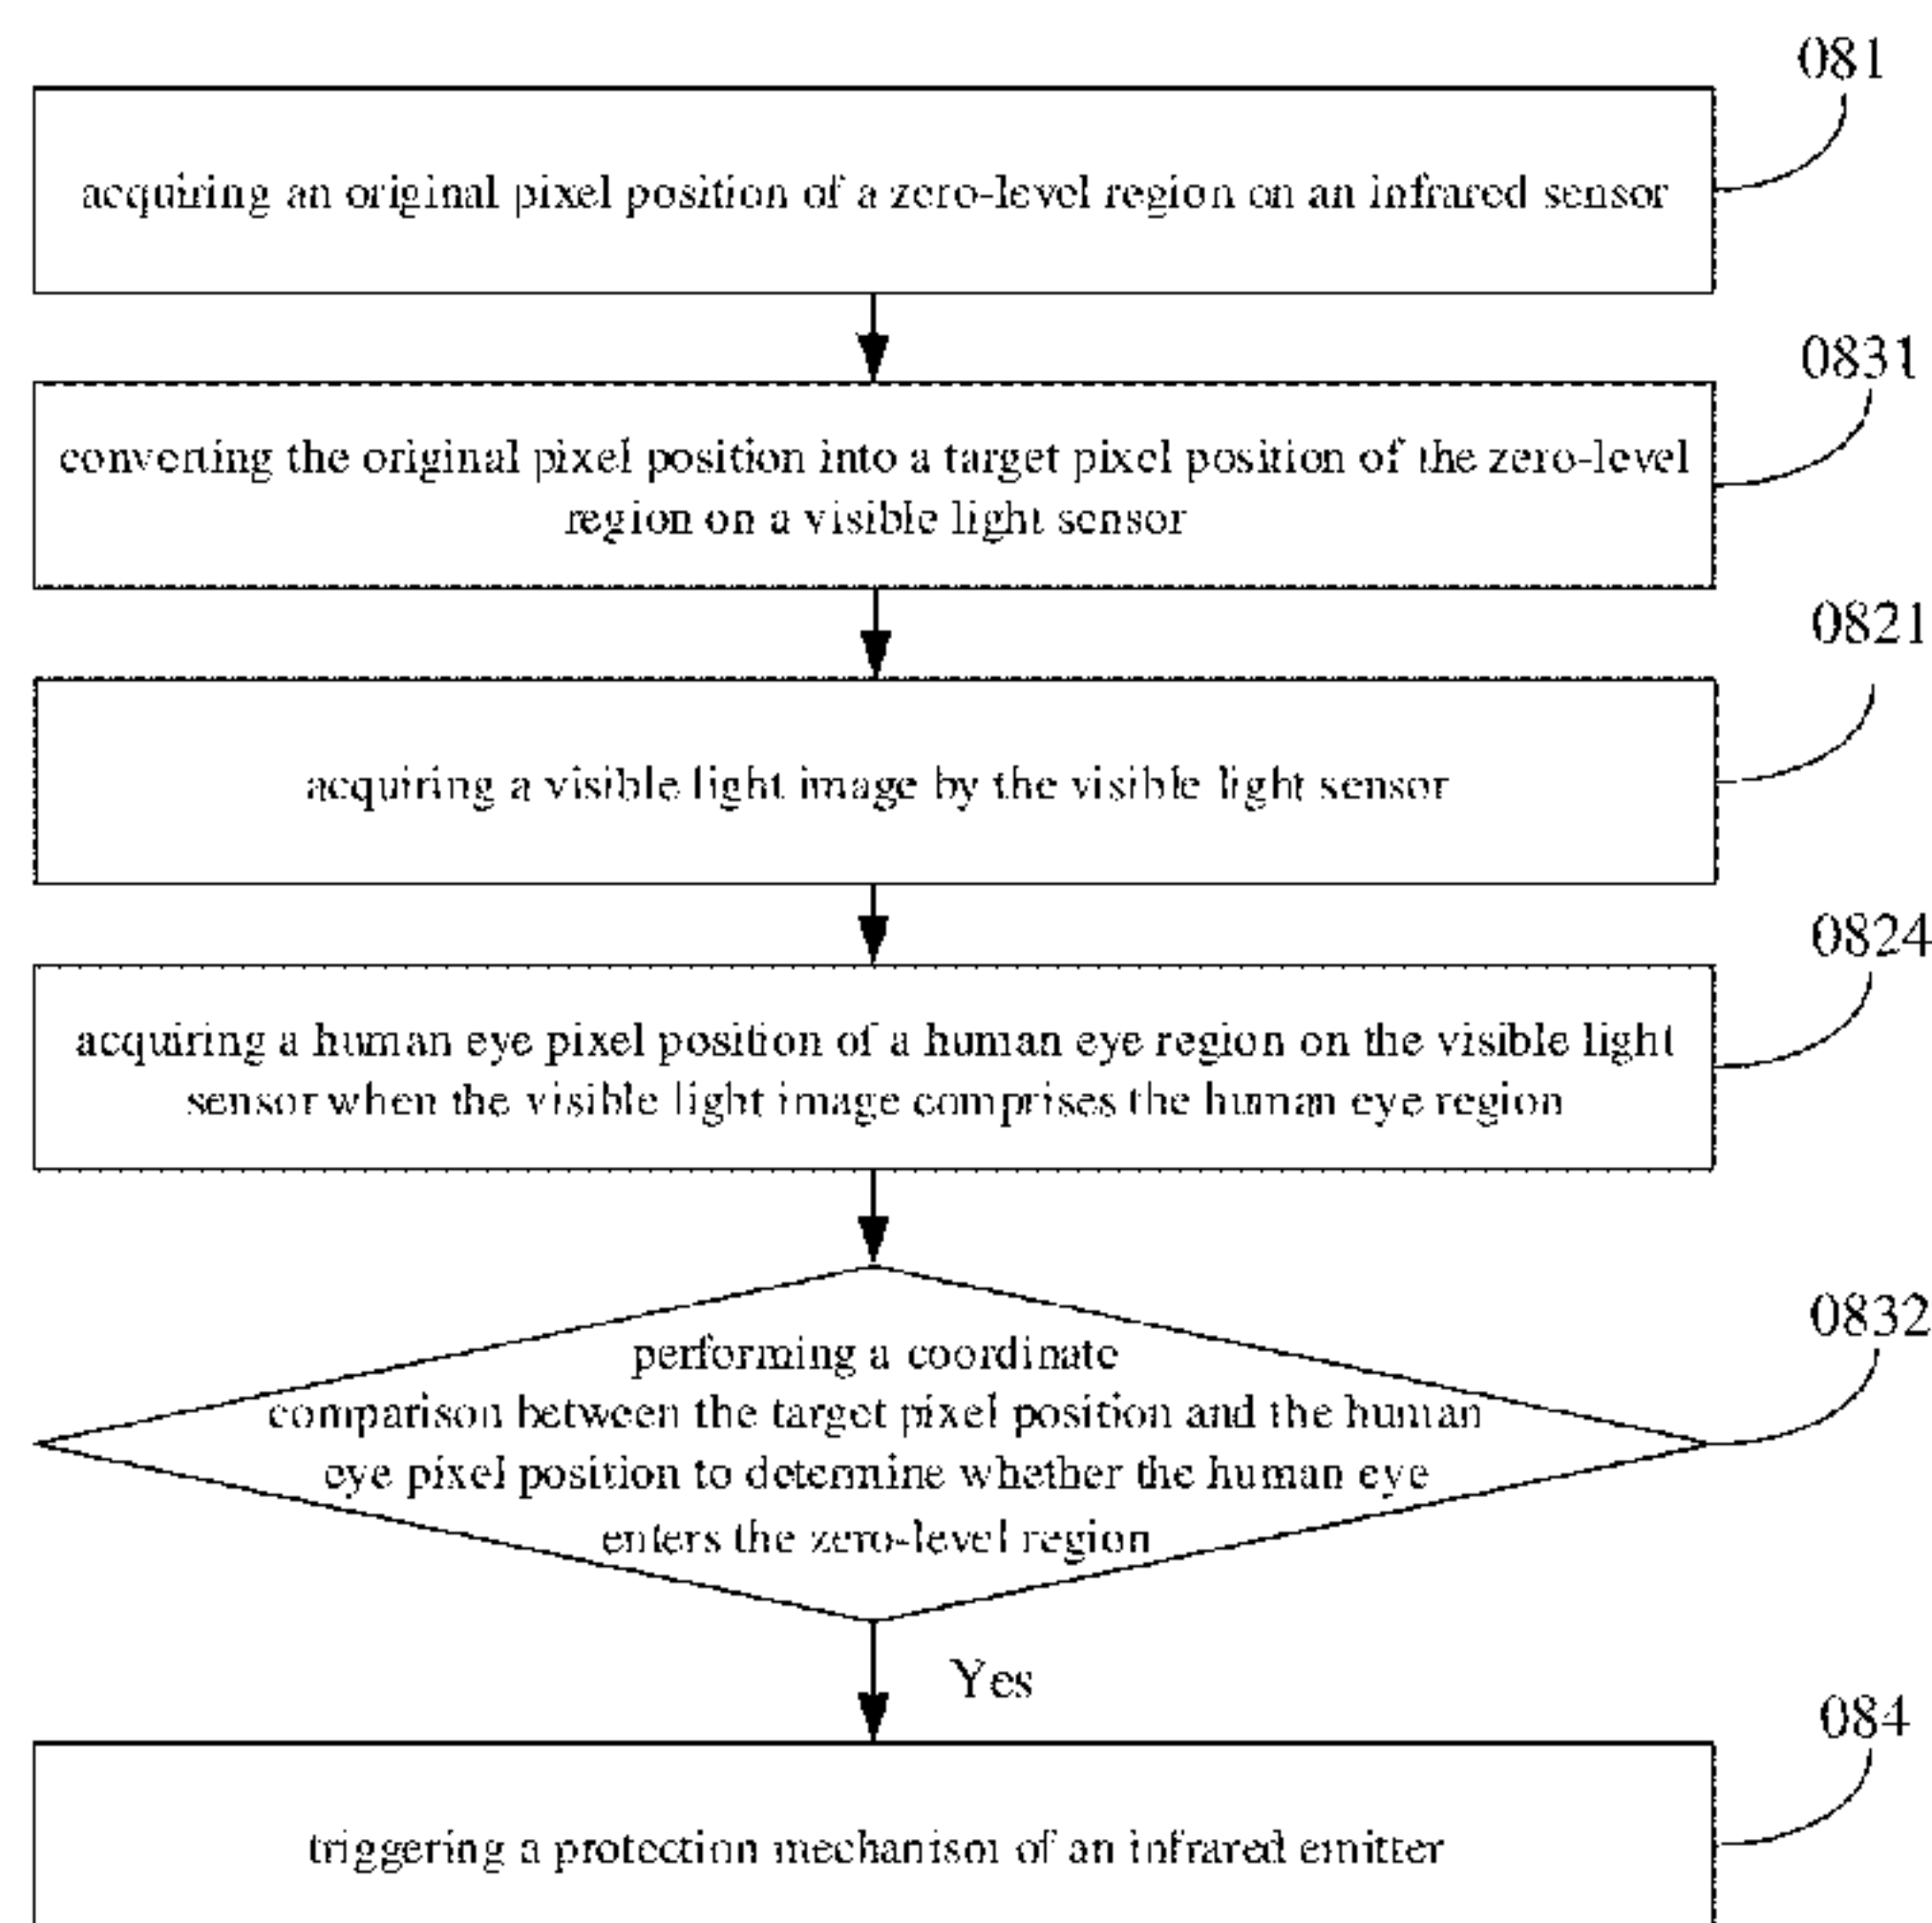 081
acquiring an original pixel position of a zero-level region on an infrared sensor
0831
converting the original pixel position into a target pixel position of the zero-level
region on a visible light sensor
0821
acquiring a visible light image by the visible light sensor
0824
acquiring a human eye pixel position of a human eye region on the visible light
sensor when the visible light image comprises the human eye region
0832
performing a coordinate
comparison between the target pixel position and the human
eye pixel position to determine whether the human eye
enters the zero-level region
Yes
084
triggering a protection mechanism of an infrared emitter